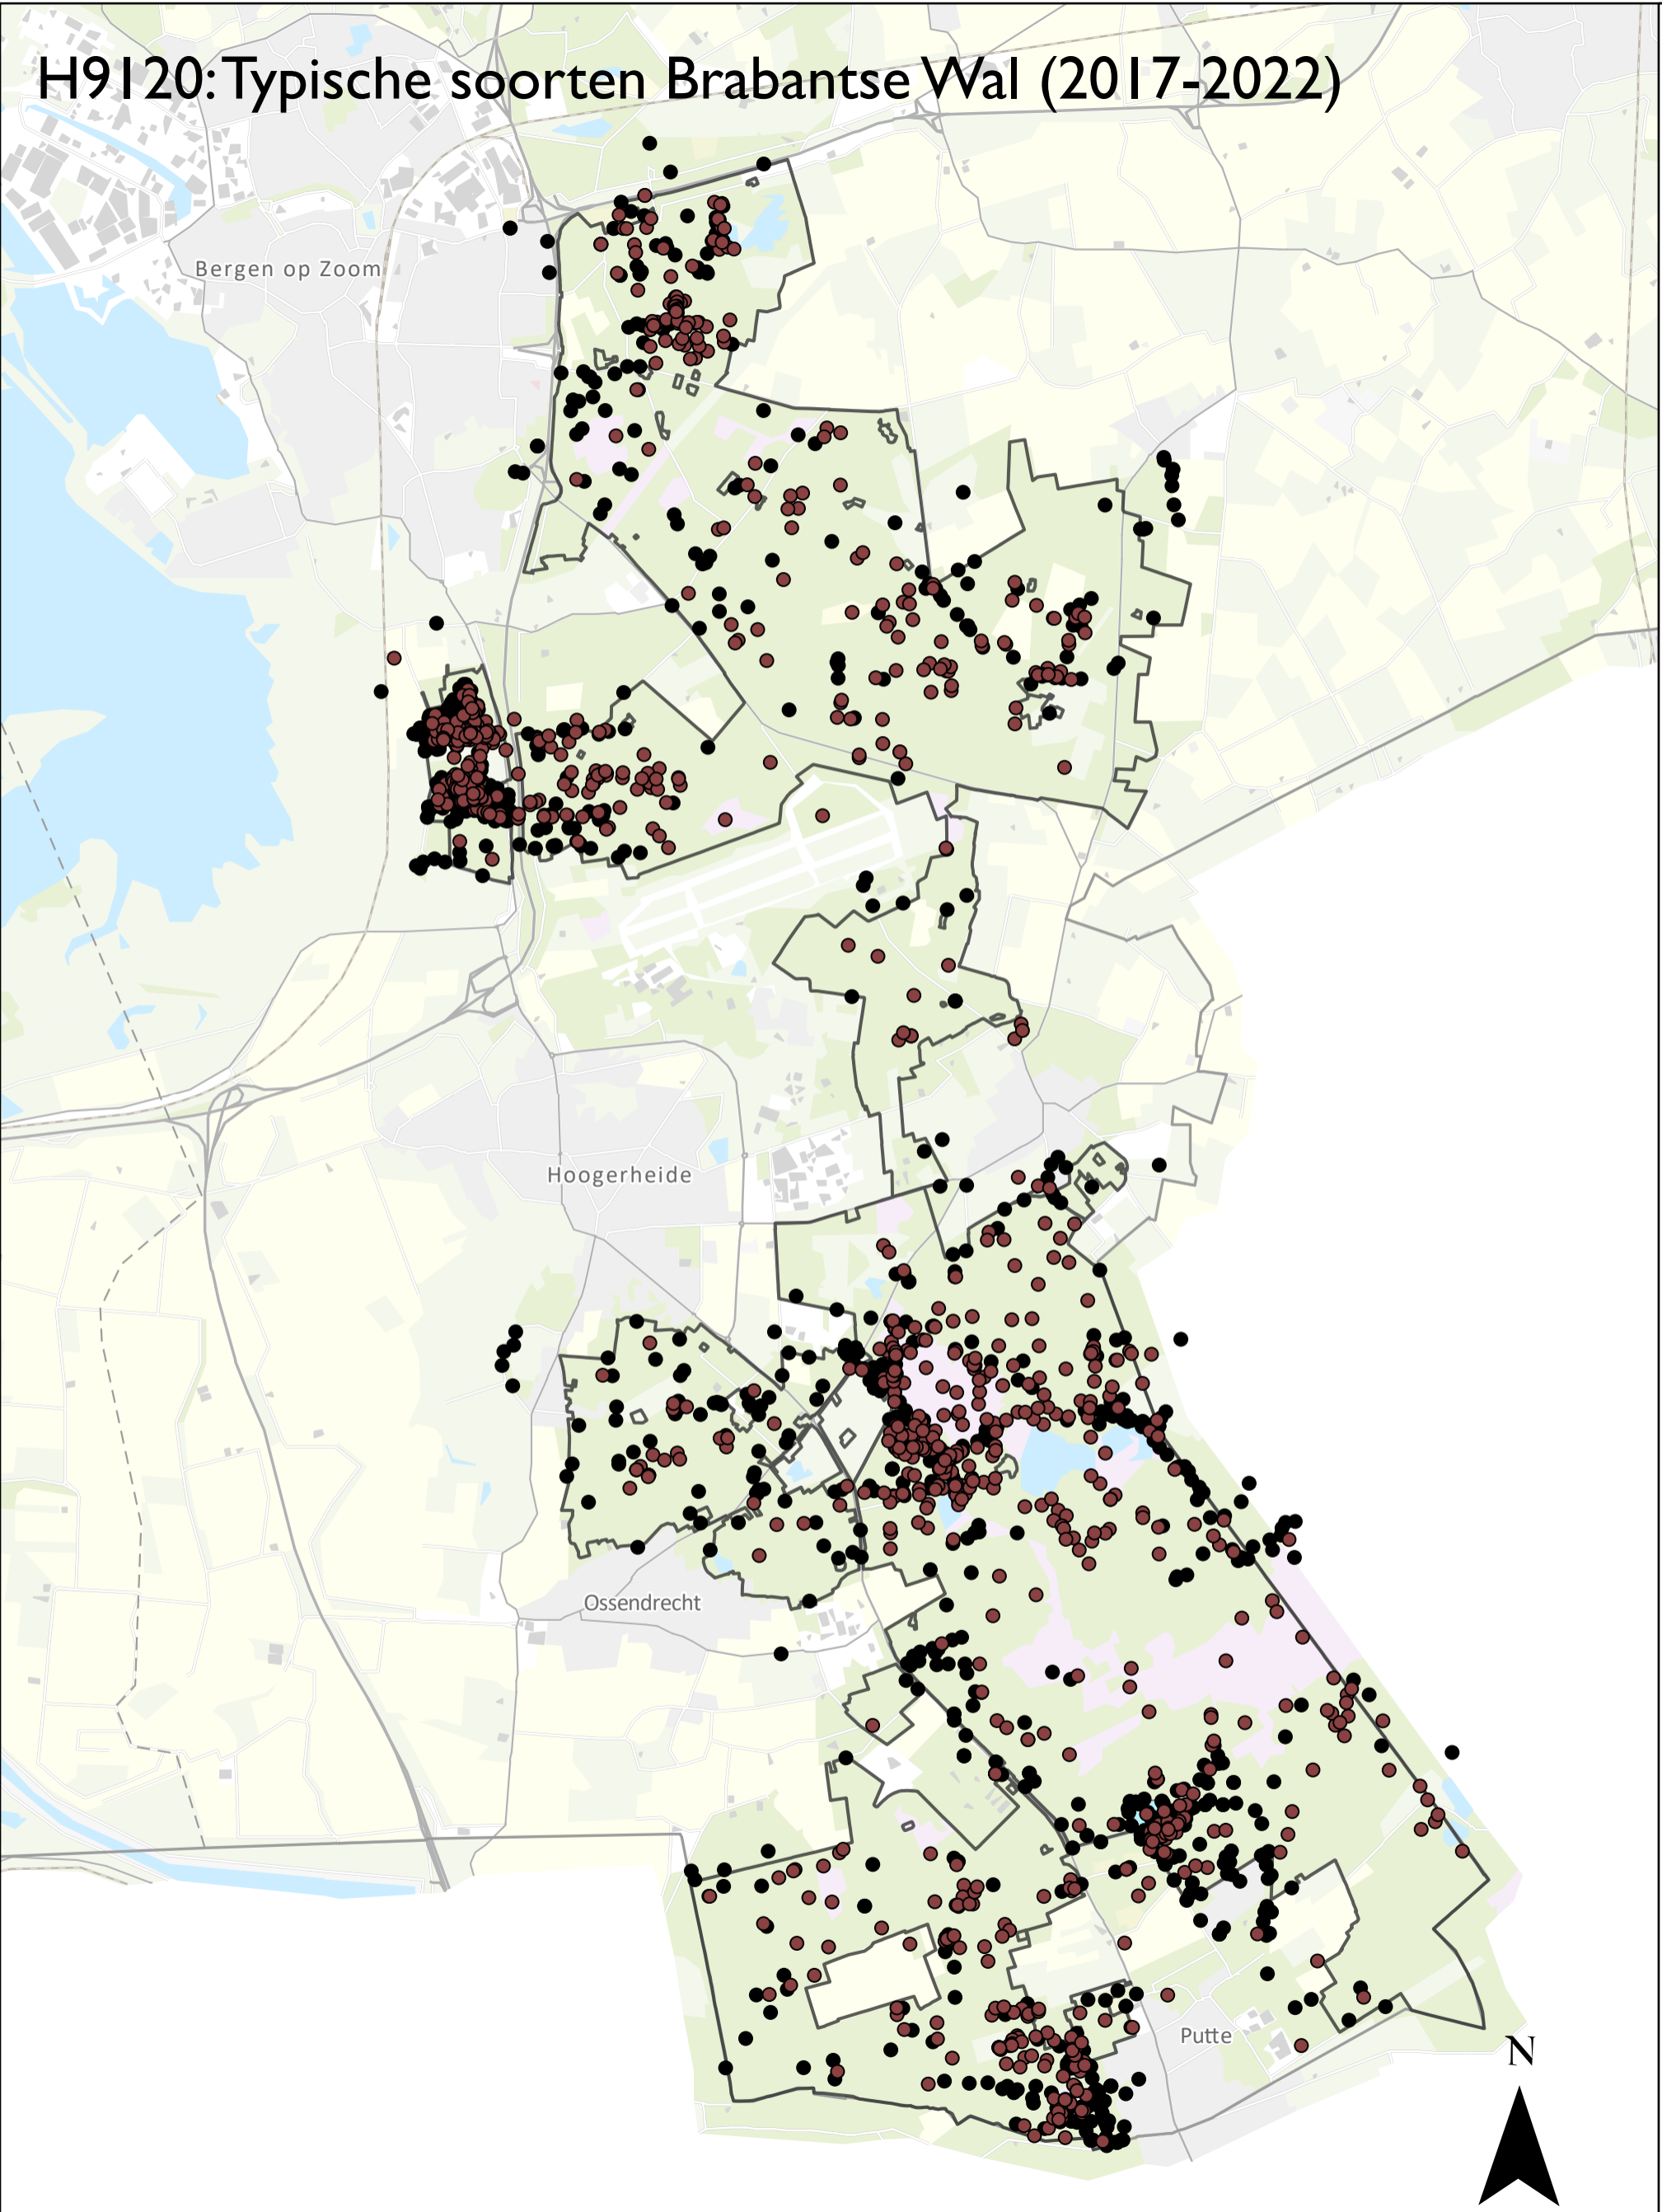 H9120: Typische soorten Brabantse Wal (2017-2022)
Bergen op Zoom
Hoogerheide
Ossendrecht
Putte
N